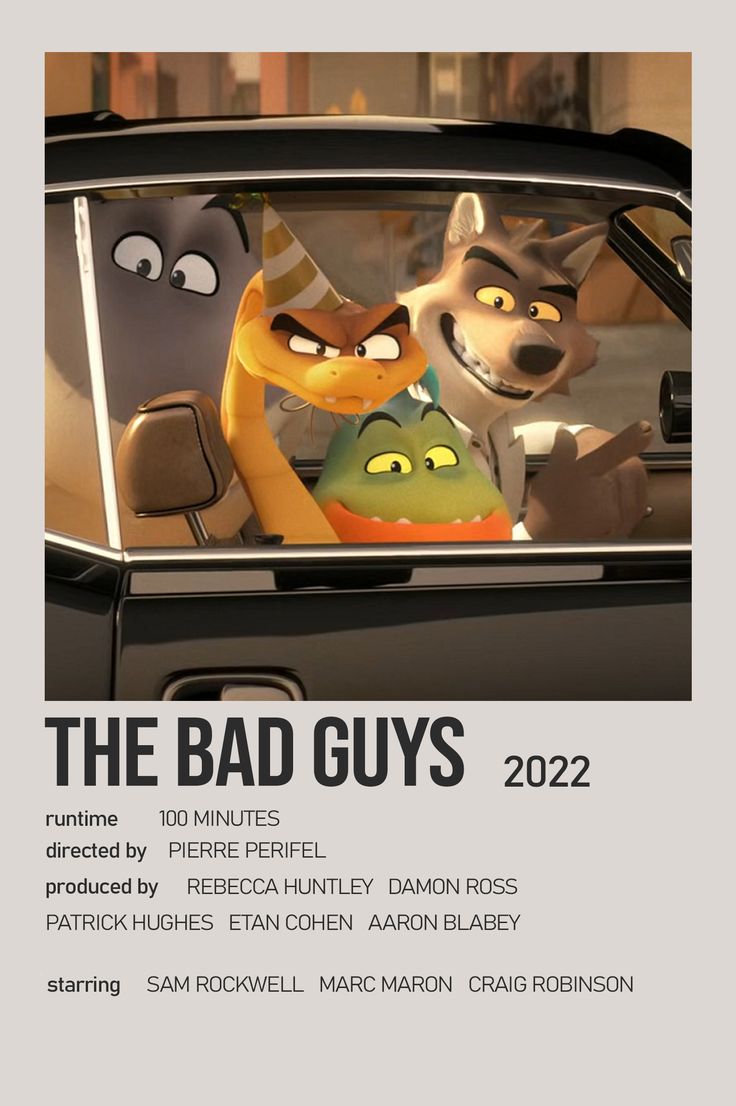 THE BAD GUYS 2022
runtime 100 MINUTES
directed by PIERRE PERIFEL
produced by REBECCA HUNTLEY DAMON ROSS
PATRICK HUGHES ETAN COHEN AARON BLABEY
starring SAM ROCKWELL MARC MARON CRAIG ROBINSON